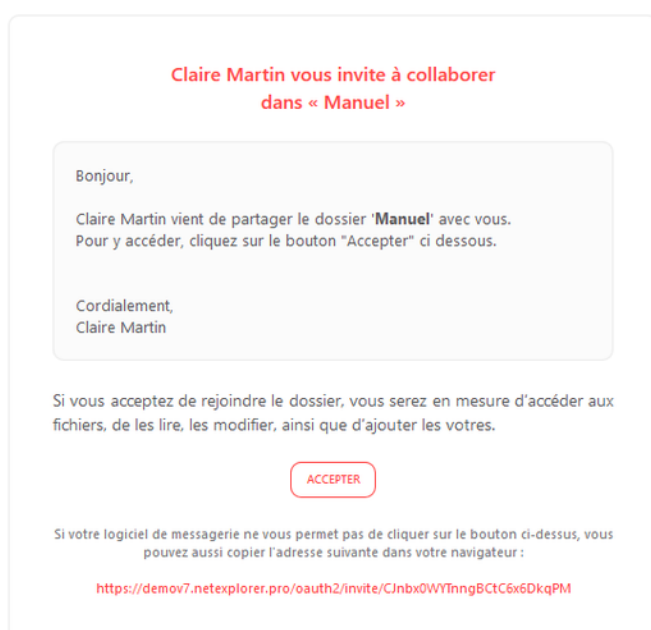 Claire Martin vous invite à collaborer
dans « Manuel »
Bonjour,
Claire Martin vient de partager le dossier 'Manuel' avec vous.
Pour y accéder, cliquez sur le bouton "Accepter" ci dessous.
Cordialement,
Claire Martin
Si vous acceptez de rejoindre le dossier, vous serez en mesure d'accéder aux
fichiers, de les lire, les modifier, ainsi que d'ajouter les votres.
ACCEPTER
Si votre logiciel de messagerie ne vous permet pas de cliquer sur le bouton ci-dessus, vous
pouvez aussi copier l'adresse suivante dans votre navigateur :
https://demov7.netexplorer.pro/oauth2/invite/CJnbx0WYTnngBCtC6x6DkqPM